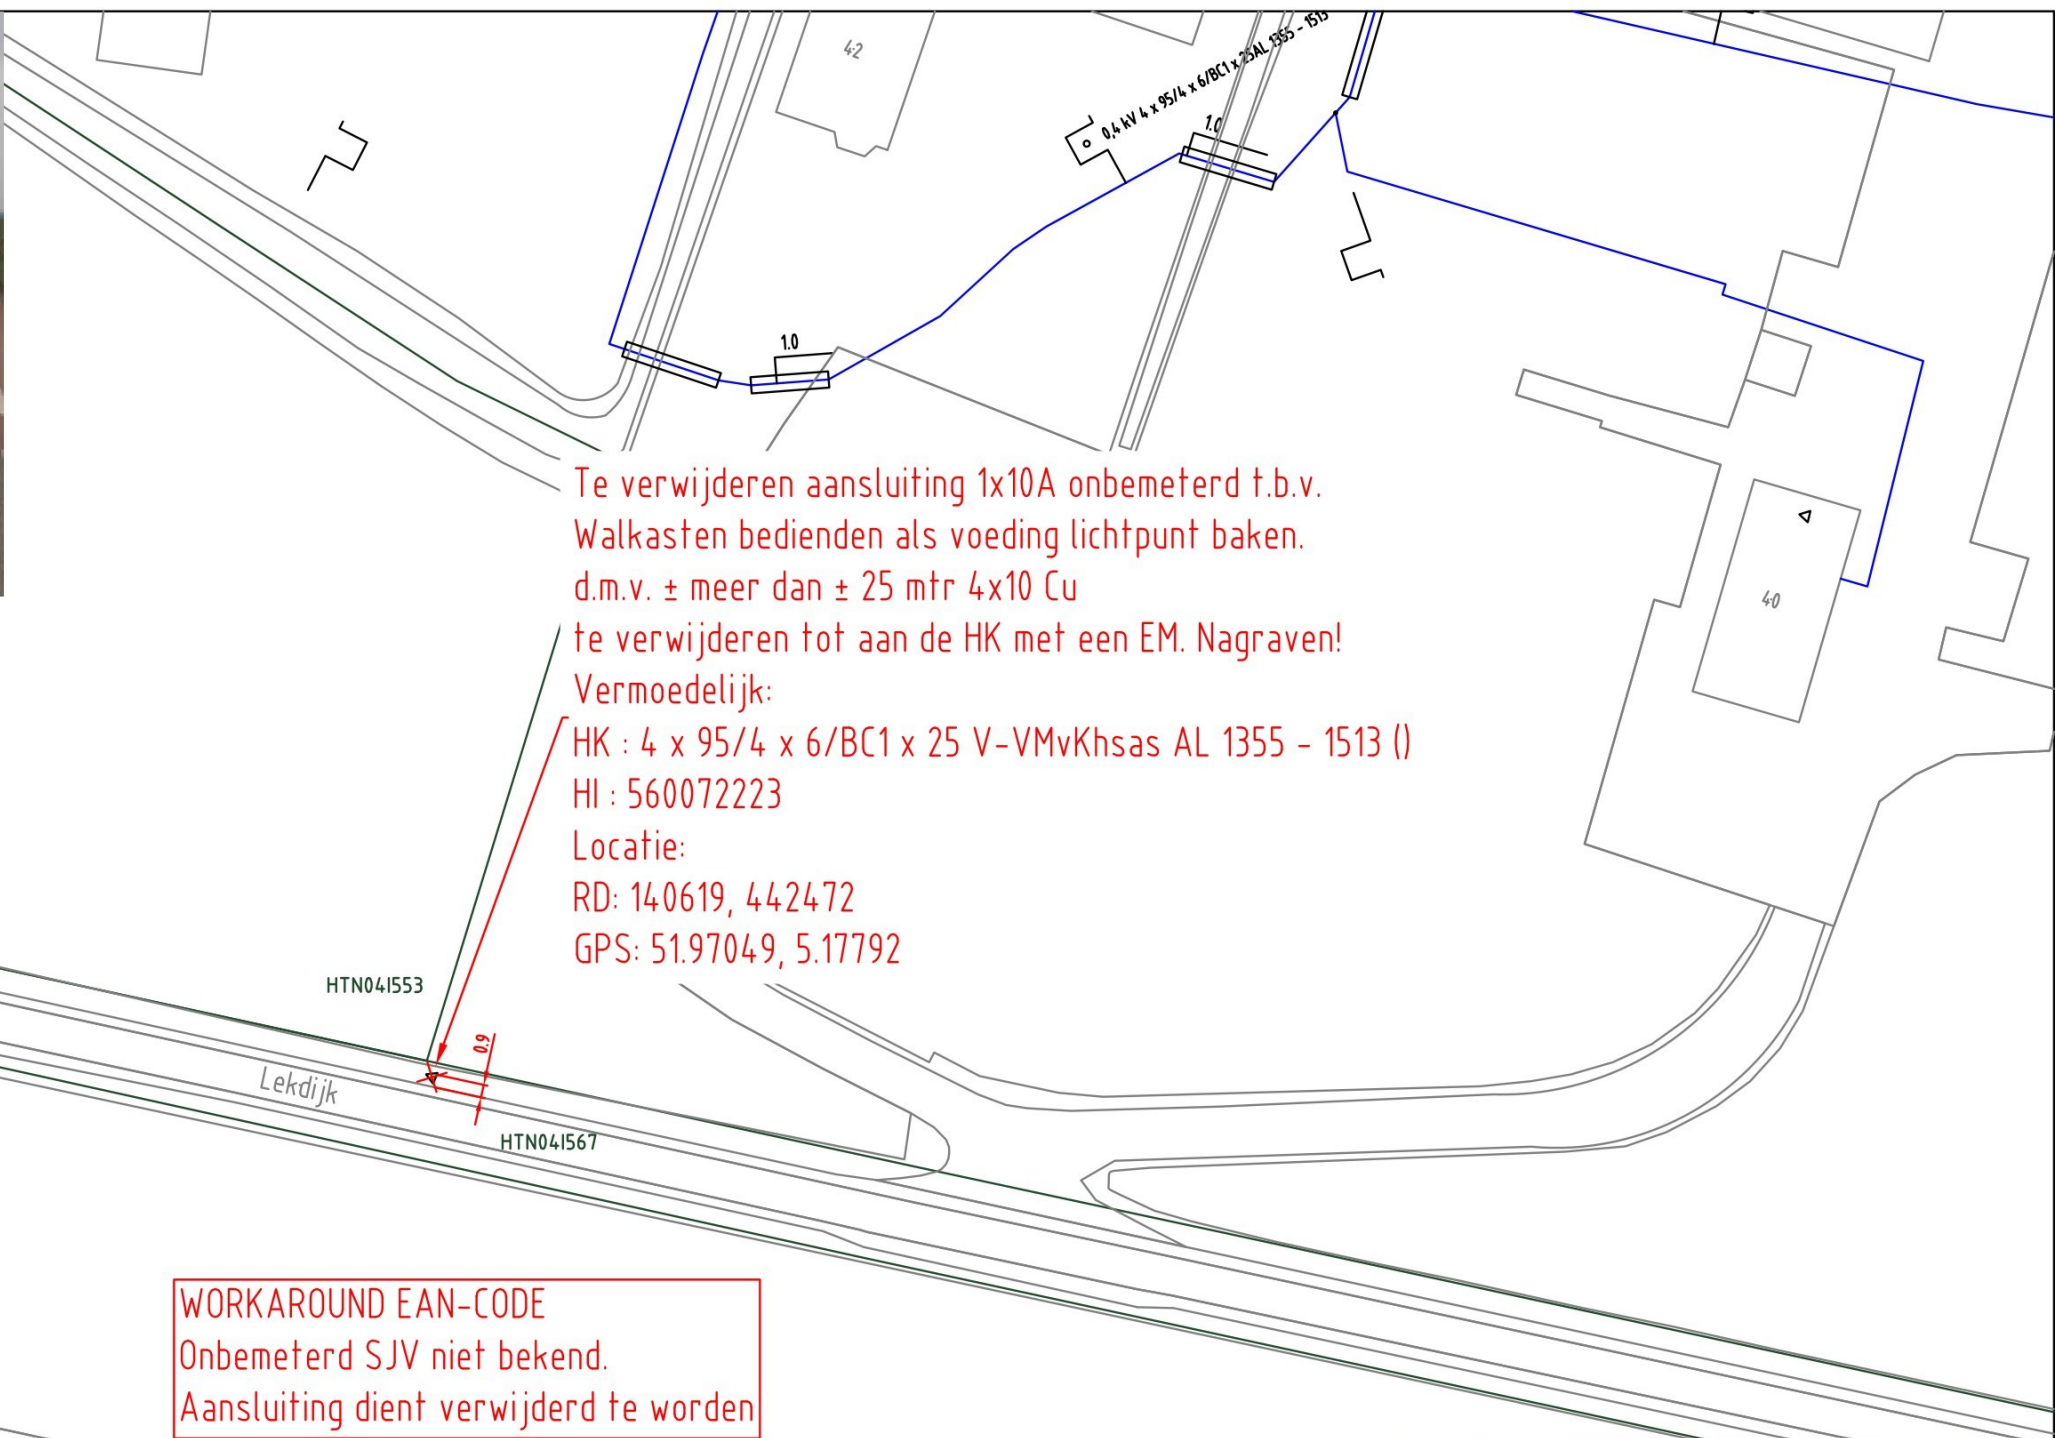 42
0,4 kV 4 x 95/4 x 6/BC1 x 25AL 1355 - 1513
1.0
1.0
Te verwijderen aansluiting 1x10A onbemeterd t.b.v.
Walkasten bedienden als voeding lichtpunt baken.
d.m.v. ± meer dan ± 25 mtr 4x10 Cu
te verwijderen tot aan de HK met een EM. Nagraven!
Vermoedelijk:
HK : 4 x 95/4 x 6/BC1 x 25 V-VMvKhsas AL 1355 - 1513 ()
HI : 560072223
Locatie:
RD: 140619, 442472
GPS: 51.97049, 5.17792
40
HTN04I553
0.9
Lekdijk
HTN04I567
WORKAROUND EAN-CODE
Onbemeterd SJV niet bekend.
Aansluiting dient verwijderd te worden